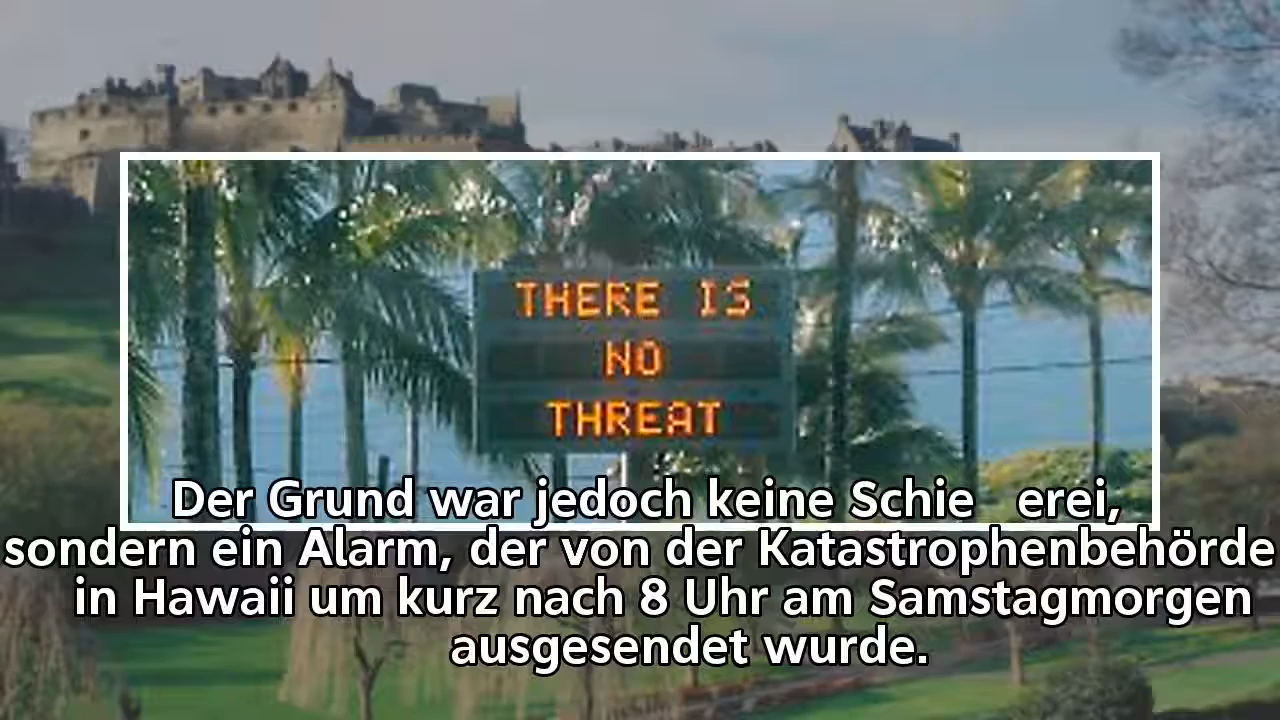 THERE IS
NO
THREAT
Der Grund war jedoch keine Schie erei,
sondern ein Alarm, der von der Katastrophenbehörde
in Hawaii um kurz nach 8 Uhr am Samstagmorgen
ausgesendet wurde.